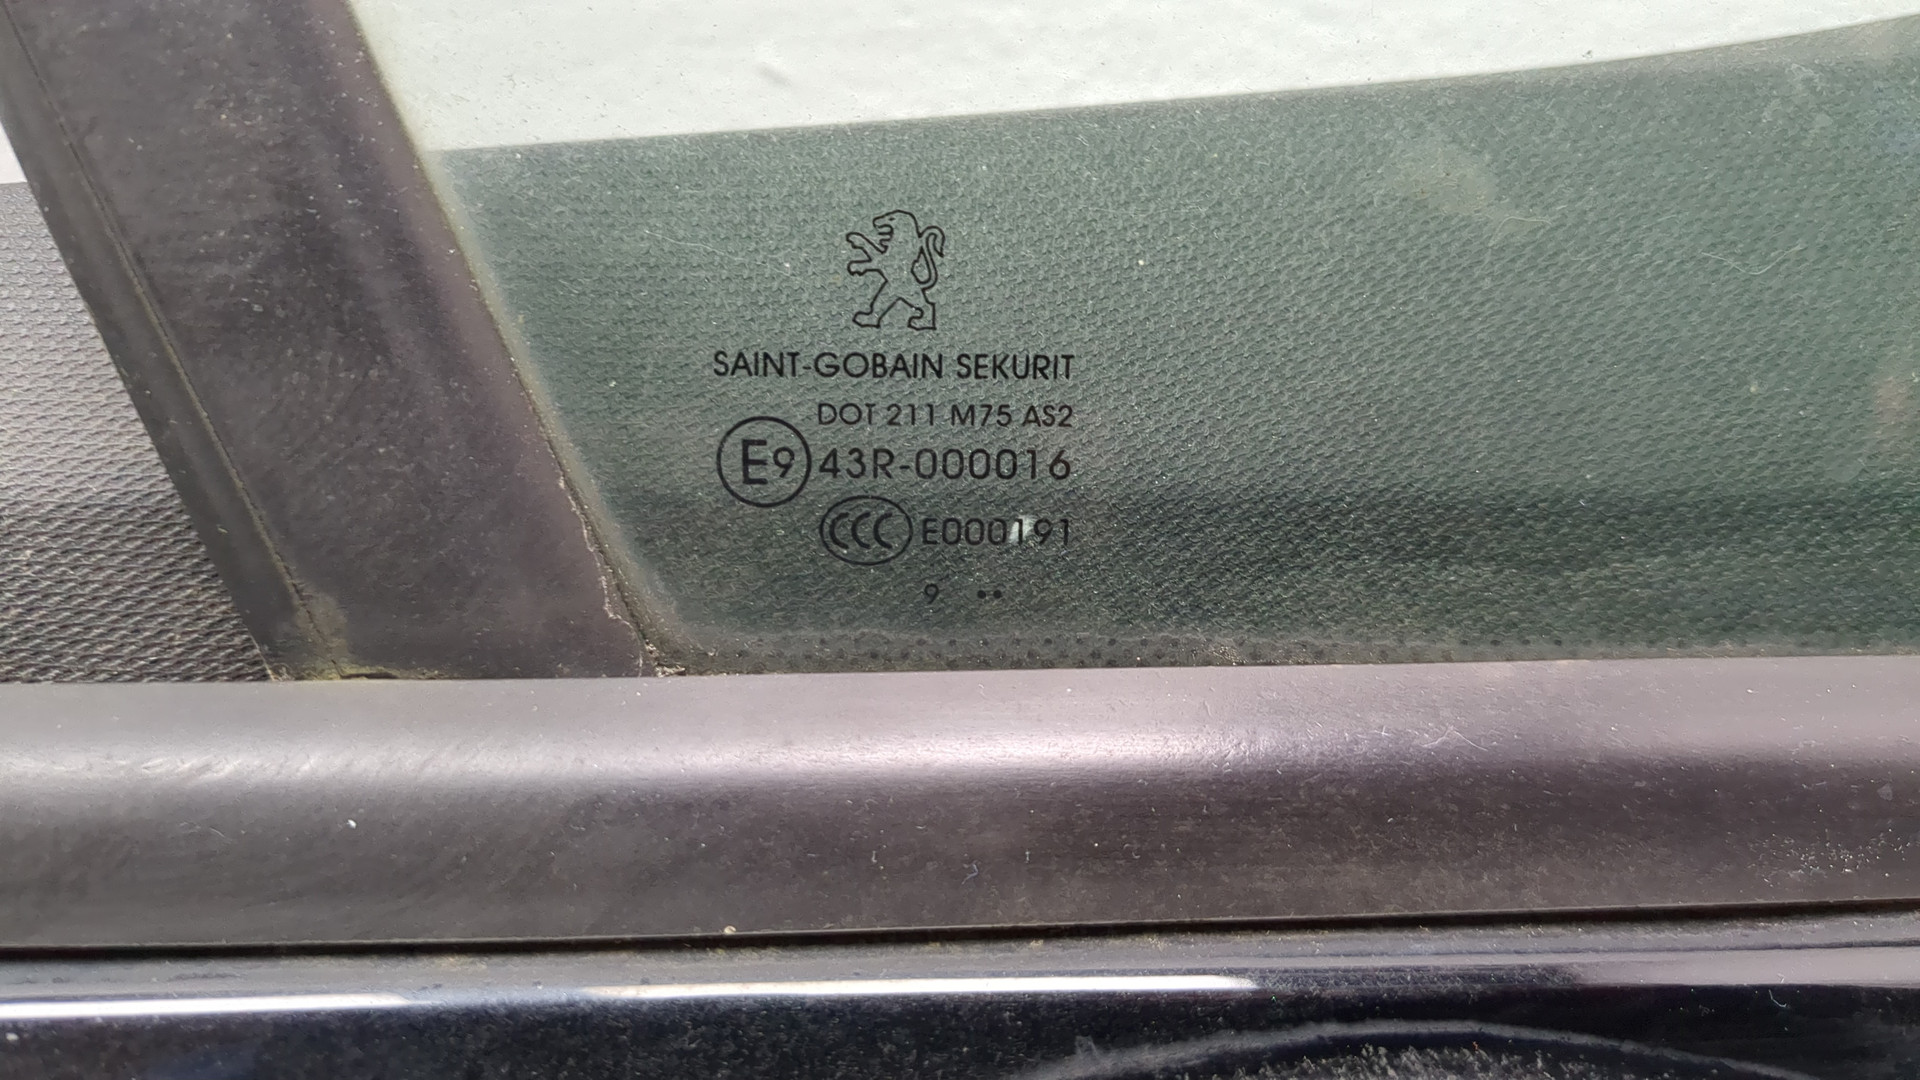 SAINT-GOBAIN SEKURIT
DOT 211 M75 AS2
E9 43R-000016
CCC E000191
9 ••